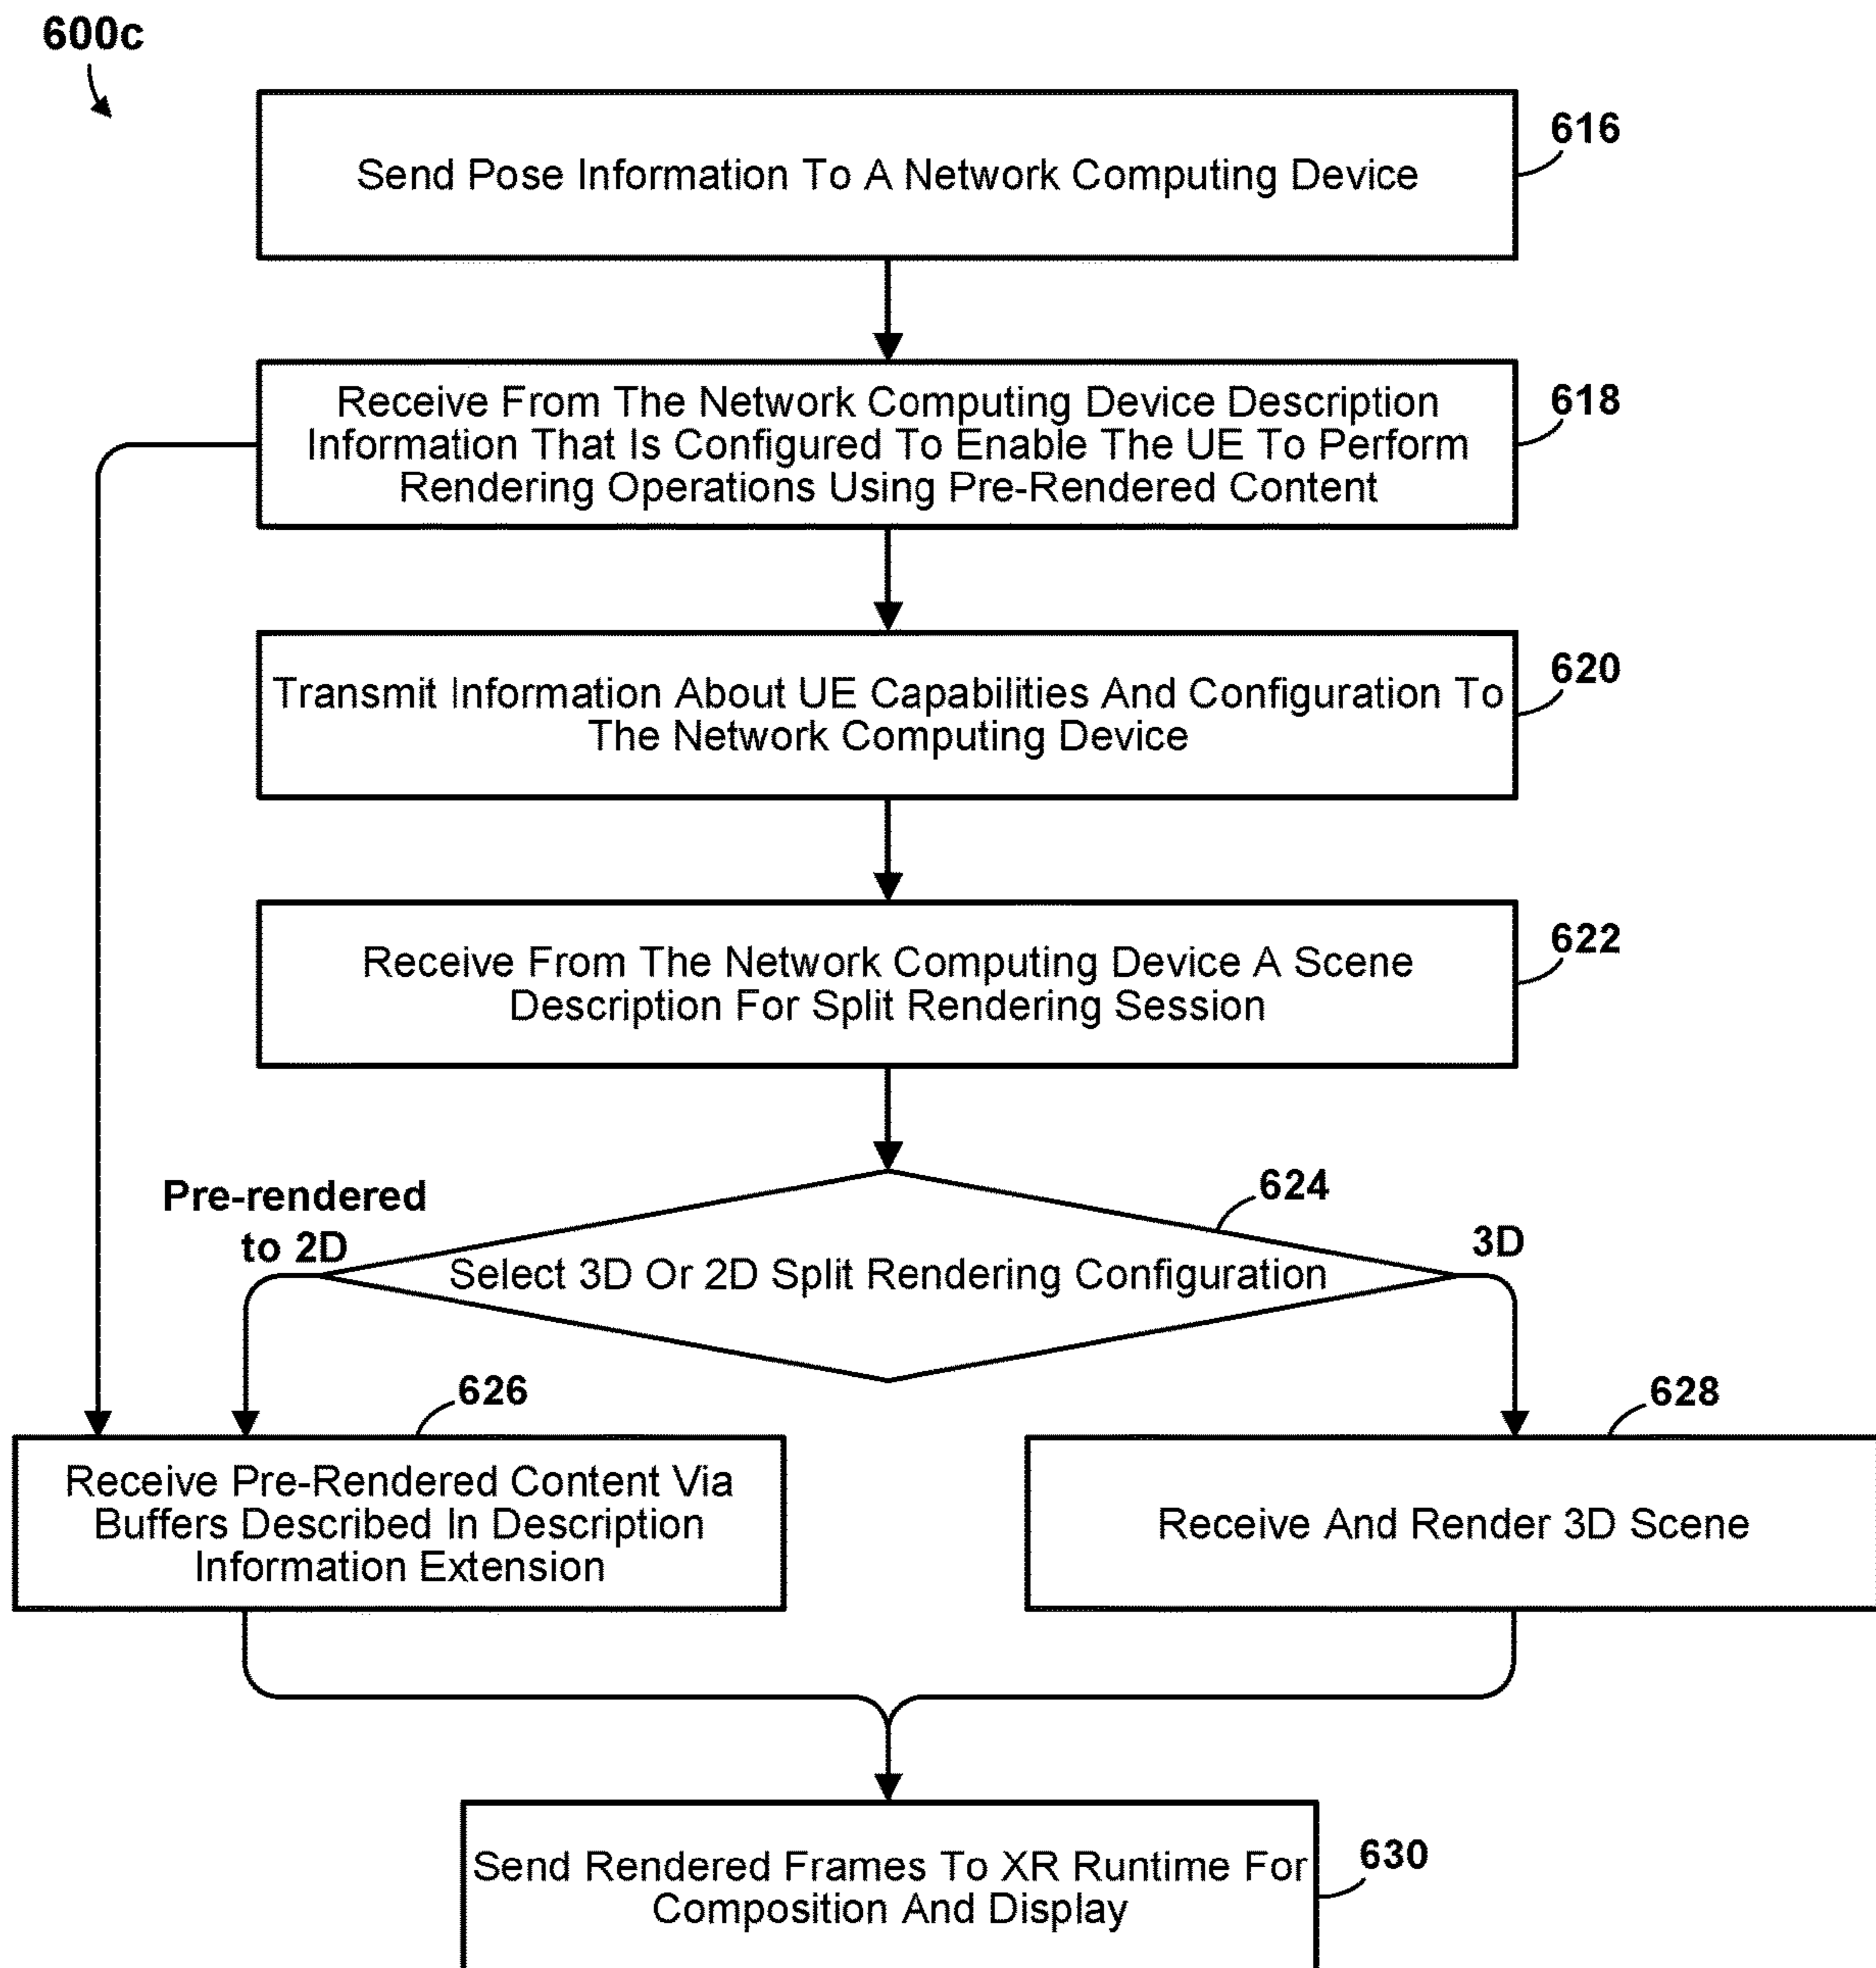 600c
Send Pose Information To A Network Computing Device
616
Receive From The Network Computing Device Description
Information That Is Configured To Enable The UE To Perform
Rendering Operations Using Pre-Rendered Content
618
Transmit Information About UE Capabilities And Configuration To
The Network Computing Device
620
Receive From The Network Computing Device A Scene
Description For Split Rendering Session
622
Pre-rendered
to 2D
624
3D
Select 3D Or 2D Split Rendering Configuration
626
Receive Pre-Rendered Content Via
Buffers Described In Description
Information Extension
628
Receive And Render 3D Scene
Send Rendered Frames To XR Runtime For
Composition And Display
630